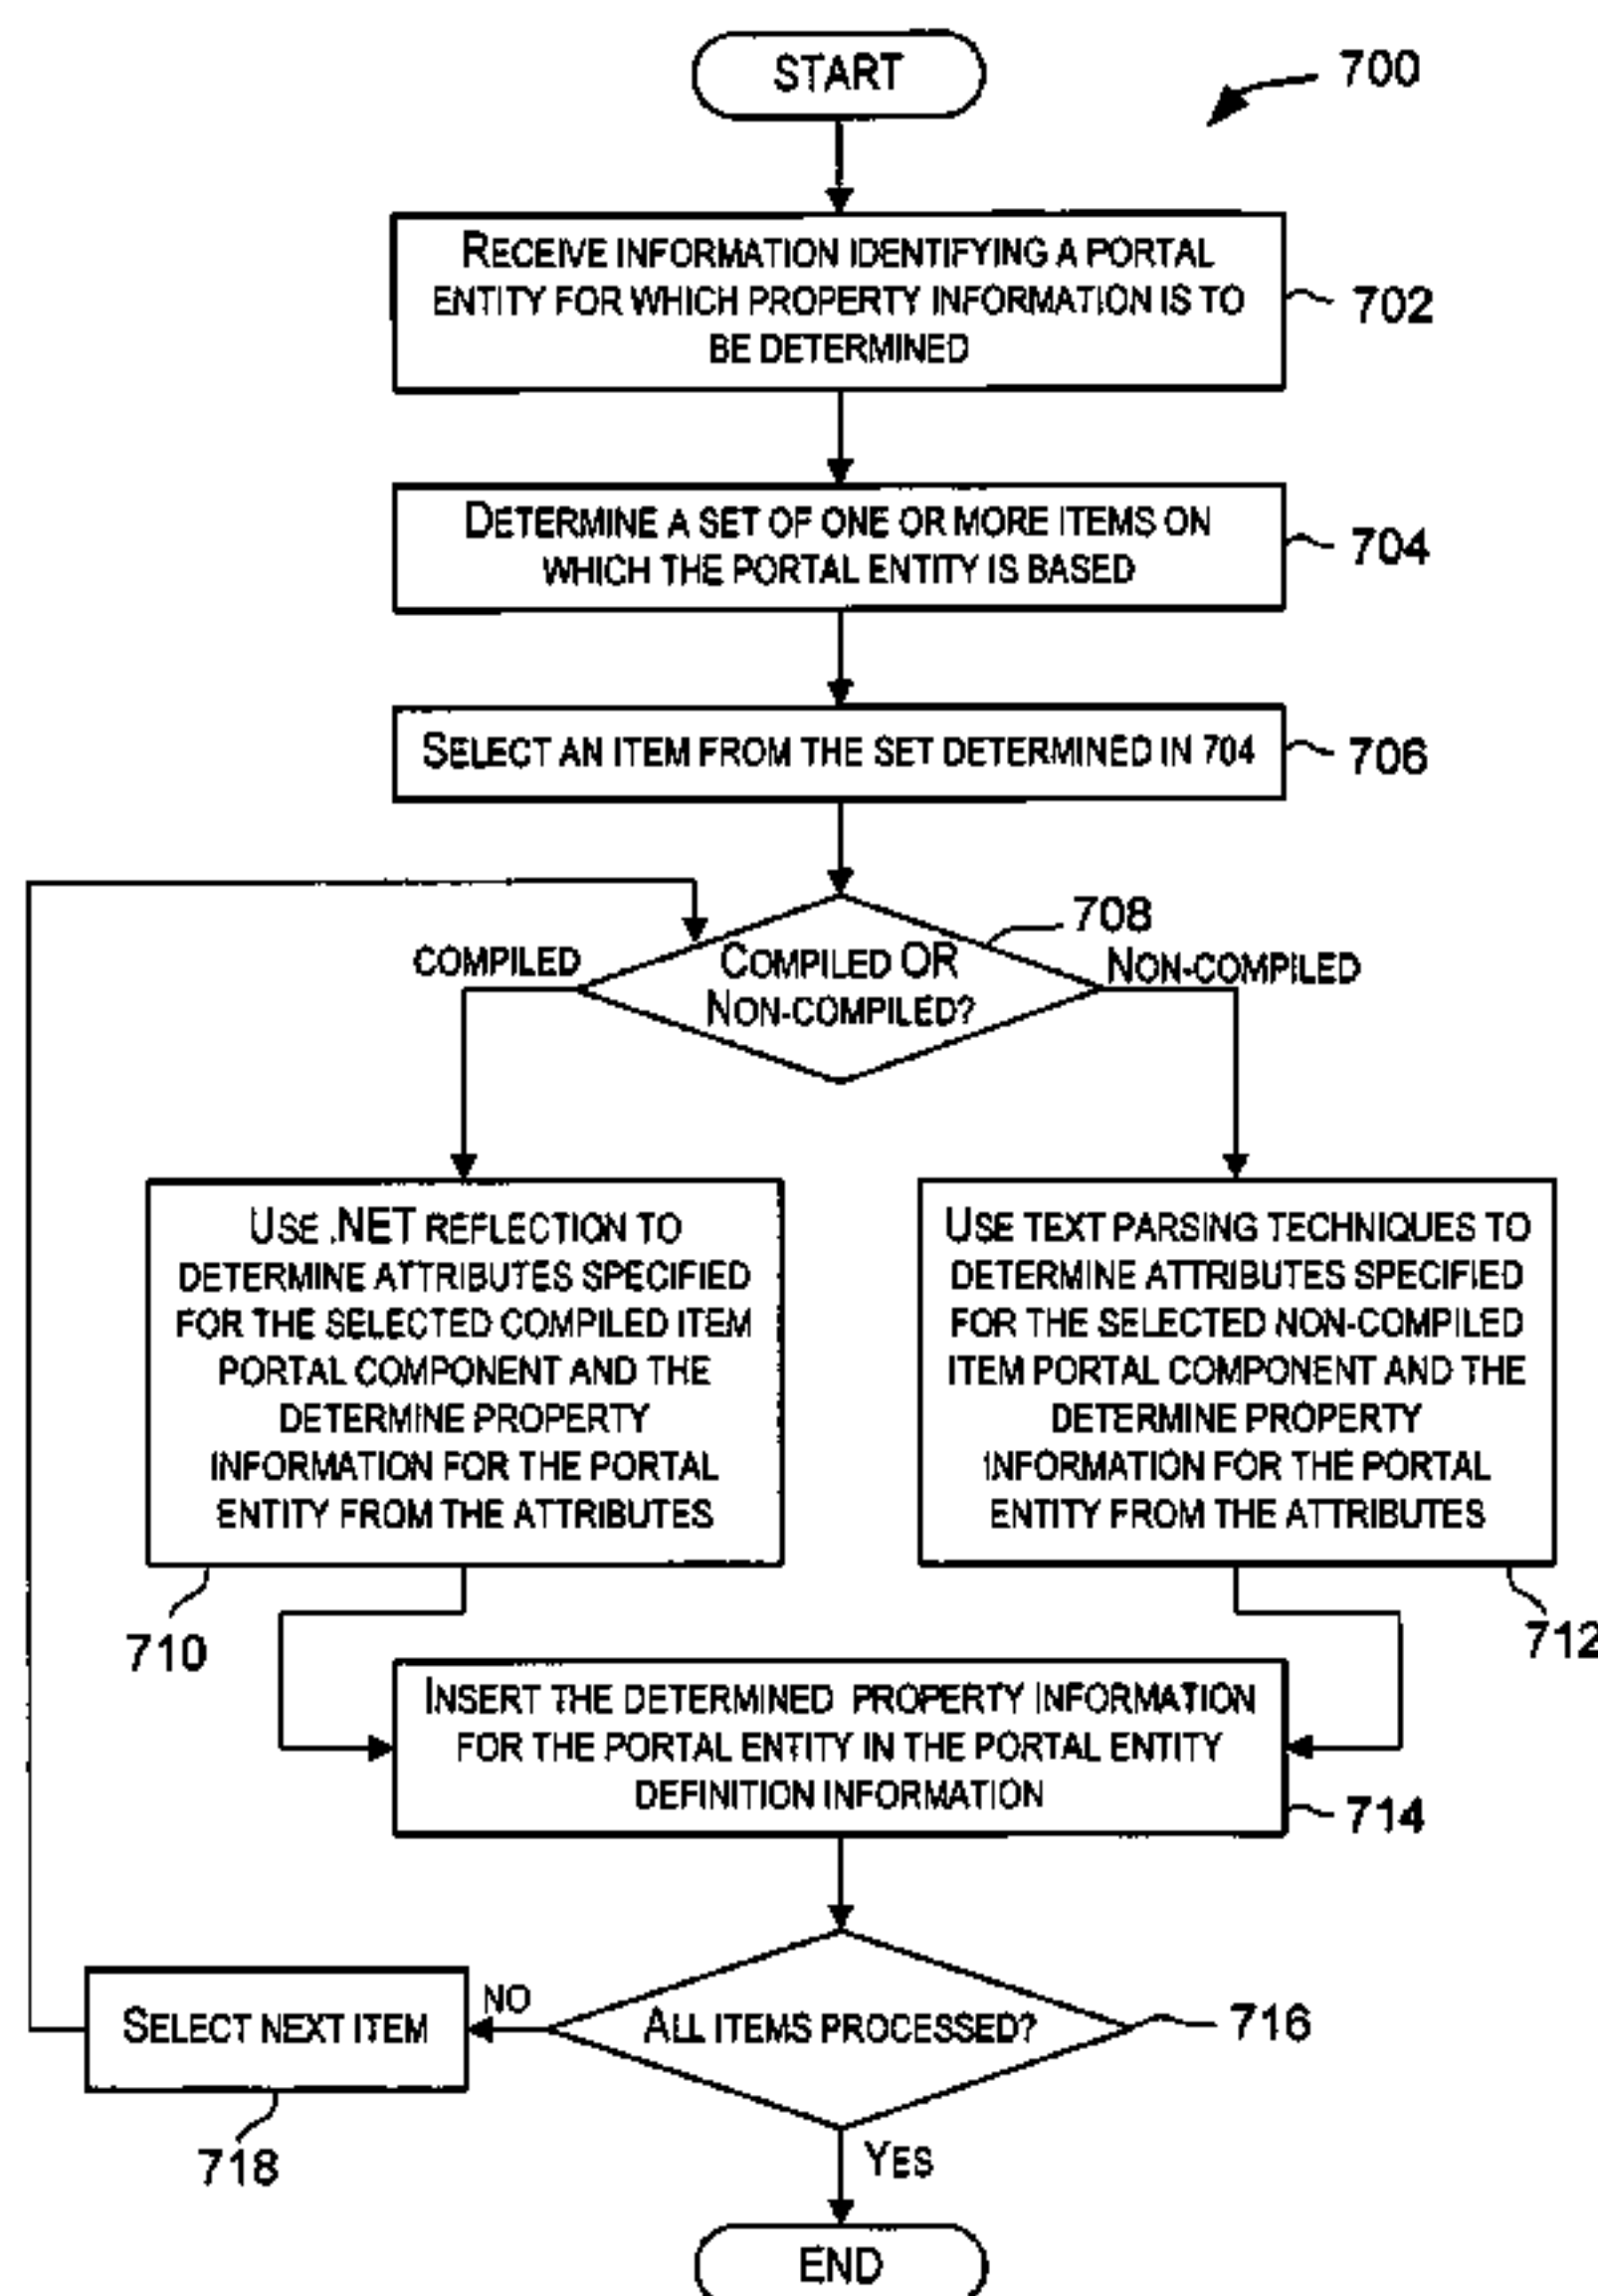 START
700
RECEIVE INFORMATION IDENTIFYING A PORTAL
ENTITY FOR WHICH PROPERTY INFORMATION IS TO
BE DETERMINED
702
DETERMINE A SET OF ONE OR MORE ITEMS ON
WHICH THE PORTAL ENTITY IS BASED
704
SELECT AN ITEM FROM THE SET DETERMINED IN 704
706
708
COMPILED
COMPILED OR
NON-COMPILED?
NON-COMPILED
USE .NET REFLECTION TO
DETERMINE ATTRIBUTES SPECIFIED
FOR THE SELECTED COMPILED ITEM
PORTAL COMPONENT AND THE
DETERMINE PROPERTY
INFORMATION FOR THE PORTAL
ENTITY FROM THE ATTRIBUTES
710
USE TEXT PARSING TECHNIQUES TO
DETERMINE ATTRIBUTES SPECIFIED
FOR THE SELECTED NON-COMPILED
ITEM PORTAL COMPONENT AND THE
DETERMINE PROPERTY
INFORMATION FOR THE PORTAL
ENTITY FROM THE ATTRIBUTES
712
INSERT THE DETERMINED PROPERTY INFORMATION
FOR THE PORTAL ENTITY IN THE PORTAL ENTITY
DEFINITION INFORMATION
714
ALL ITEMS PROCESSED?
716
NO
SELECT NEXT ITEM
718
YES
END